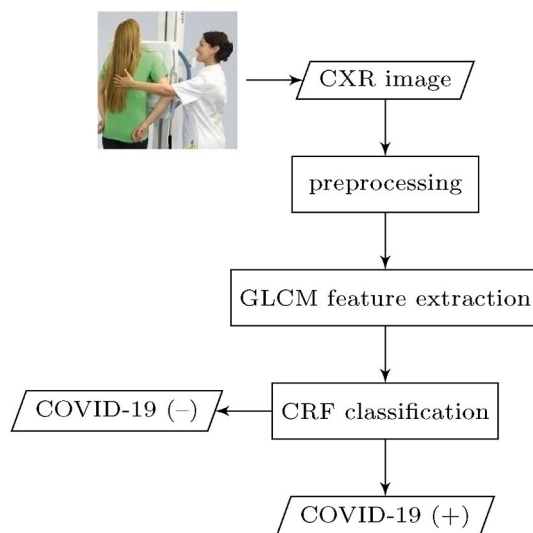 CXR image
preprocessing
GLCM feature extraction
CRF classification
COVID-19 (–)
COVID-19 (+)